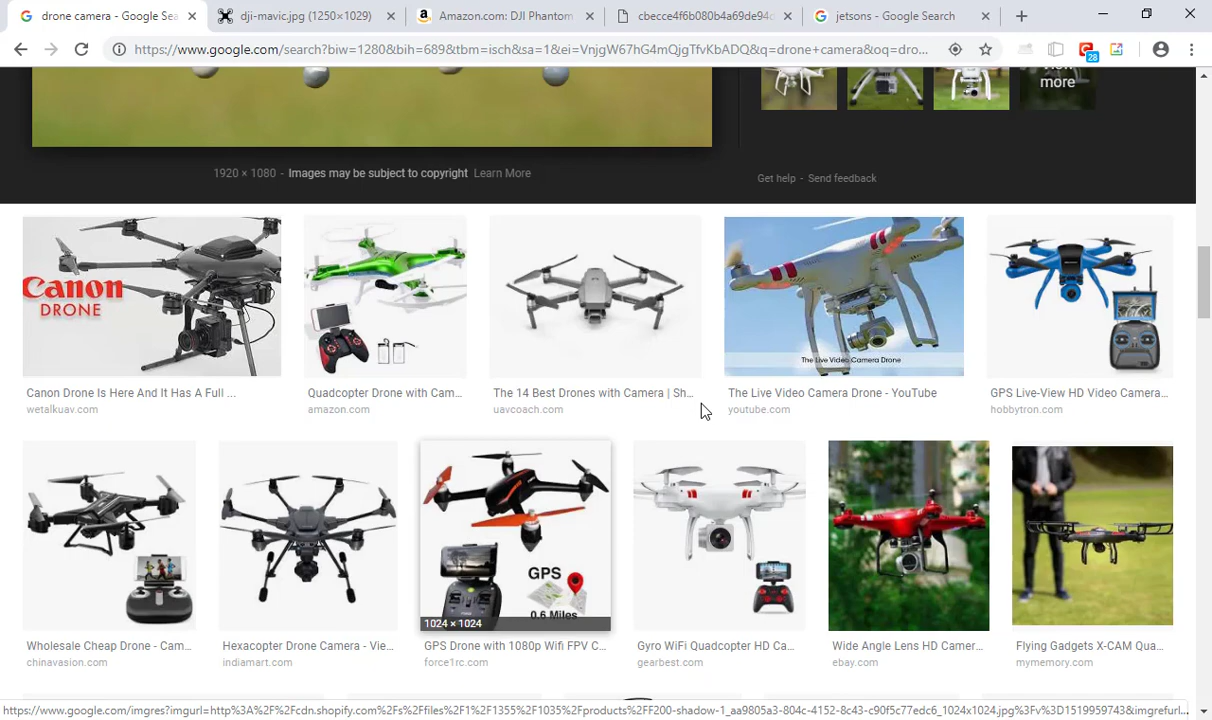 drone camera - Google Sea
dji-mavic.jpg (1250×1029)
Amazon.com: DJI Phantom
cbecce4f6b080b4a69de94c
jetsons - Google Search
https://www.google.com/search?biw=1280&bih=689&tbm=isch&sa=1&ei=VnjgW67hG4mQjgTfvKbADQ&q=drone+camera&oq=dro...
28
more
1920 × 1080 - Images may be subject to copyright Learn More
Get help - Send feedback
Canon
DRONE
The Live Video Camera Drone
Canon Drone Is Here And It Has A Full ...
wetalkuav.com
Quadcopter Drone with Cam...
amazon.com
The 14 Best Drones with Camera | Sh...
uavcoach.com
The Live Video Camera Drone - YouTube
youtube.com
GPS Live-View HD Video Camera...
hobbytron.com
GPS
0.6 Miles
1024 × 1024
Wholesale Cheap Drone - Cam...
chinavasion.com
Hexacopter Drone Camera - Vie...
indiamart.com
GPS Drone with 1080p Wifi FPV C...
force1rc.com
Gyro WiFi Quadcopter HD Ca...
gearbest.com
Wide Angle Lens HD Camer...
ebay.com
Flying Gadgets X-CAM Qua...
mymemory.com
https://www.google.com/imgres?imgurl=http%3A%2F%2Fcdn.shopify.com%2Fs%2Ffiles%2F1%2F1355%2F1035%2Fproducts%2FF200-shadow-1_aa9805a3-804c-4152-8c43-c90f5c77edc6_1024x1024.jpg%3Fv%3D1519959743&imgrefurl...